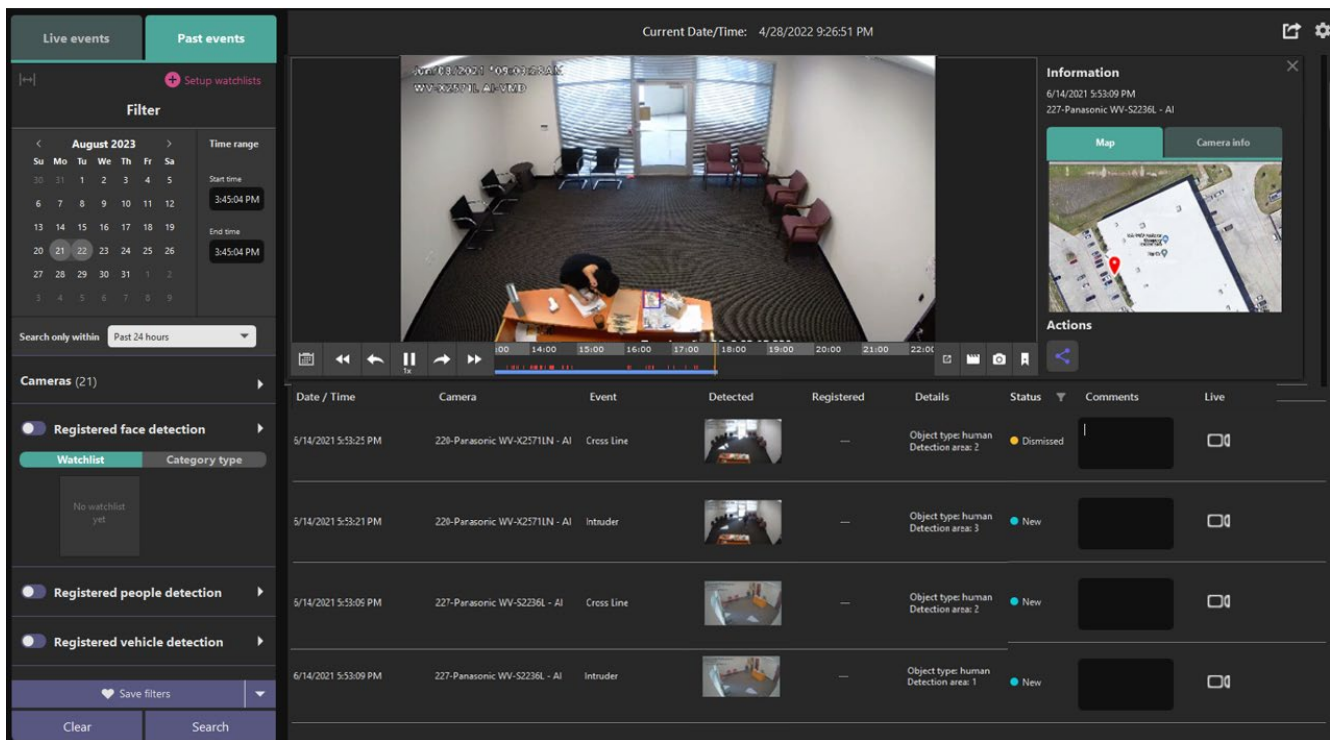 Live events
Past events
Current Date/Time: 4/28/2022 9:26:51 PM
Setup watchlists
Filter
August 2023
Time range
Su Mo Tu We Th Fr Sa
30 31 1 2 3 4 5
6 7 8 9 10 11 12
13 14 15 16 17 18 19
20 21 22 23 24 25 26
27 28 29 30 31 1 2
3 4 5 6 7 8 9
Start time
3:45:04 PM
End time
3:45:04 PM
Search only within
Past 24 hours
Cameras (21)
Registered face detection
Watchlist
Category type
No watchlist
yet
Registered people detection
Registered vehicle detection
Save filters
Clear
Search
Information
6/14/2021 5:53:09 PM
227-Panasonic WV-S2236L - AI
Map
Camera info
Actions
1x
:00 14:00 15:00 16:00 17:00 18:00 19:00 20:00 21:00 22:00
Date / Time Camera Event Detected Registered Details Status Comments Live
6/14/2021 5:53:25 PM 220-Parasonic WV-X2571LN - AI Cross Line --- Object type: human
Detection area: 2
Dismissed
6/14/2021 5:53:21 PM 220-Parasonic WV-X2571LN - AI Intruder --- Object type: human
Detection area: 3
New
6/14/2021 5:53:09 PM 227-Parasonic WV-S2236L - AI Cross Line --- Object type: human
Detection area: 2
New
6/14/2021 5:53:09 PM 227-Panasonic WV-S2236L - AI Intruder --- Object type: human
Detection area: 1
New